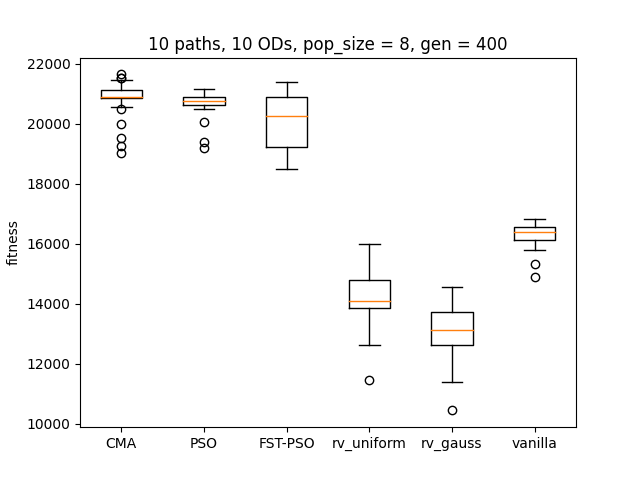 10 paths, 10 ODs, pop_size = 8, gen = 400
22000
20000
18000
16000
14000
12000
10000
fitness
CMA PSO FST-PSO rv_uniform rv_gauss vanilla